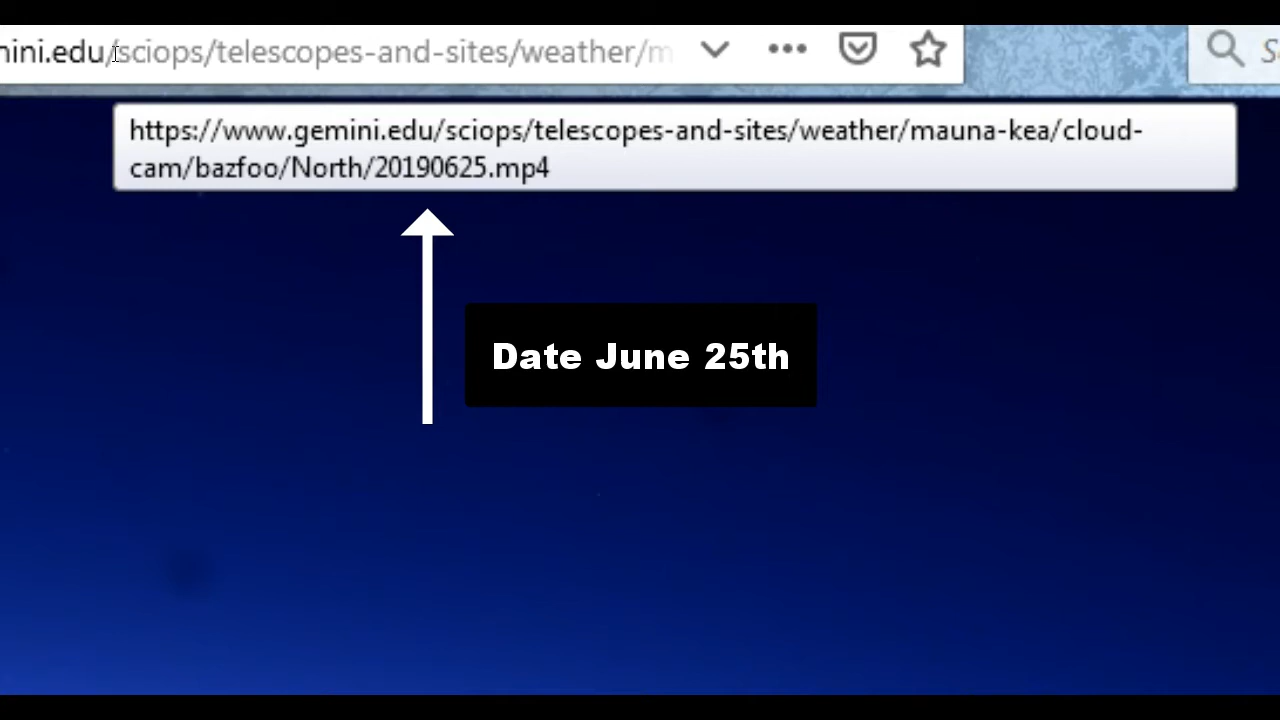 mini.edu/sciops/telescopes-and-sites/weather/m
https://www.gemini.edu/sciops/telescopes-and-sites/weather/mauna-kea/cloud-
cam/bazfoo/North/20190625.mp4
Date June 25th